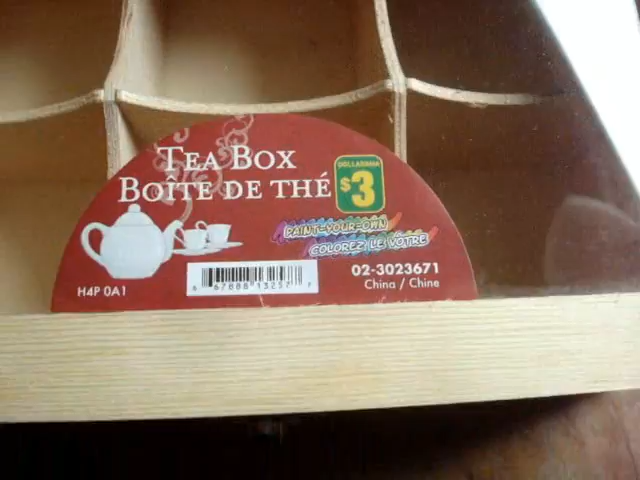 TEA BOX
BOÎTE DE THÉ
DOLLARAMA
$3
PAINT-YOUR-OWN
COLOREZ LE VÔTRE
02-3023671
China / Chine
H4P 0A1